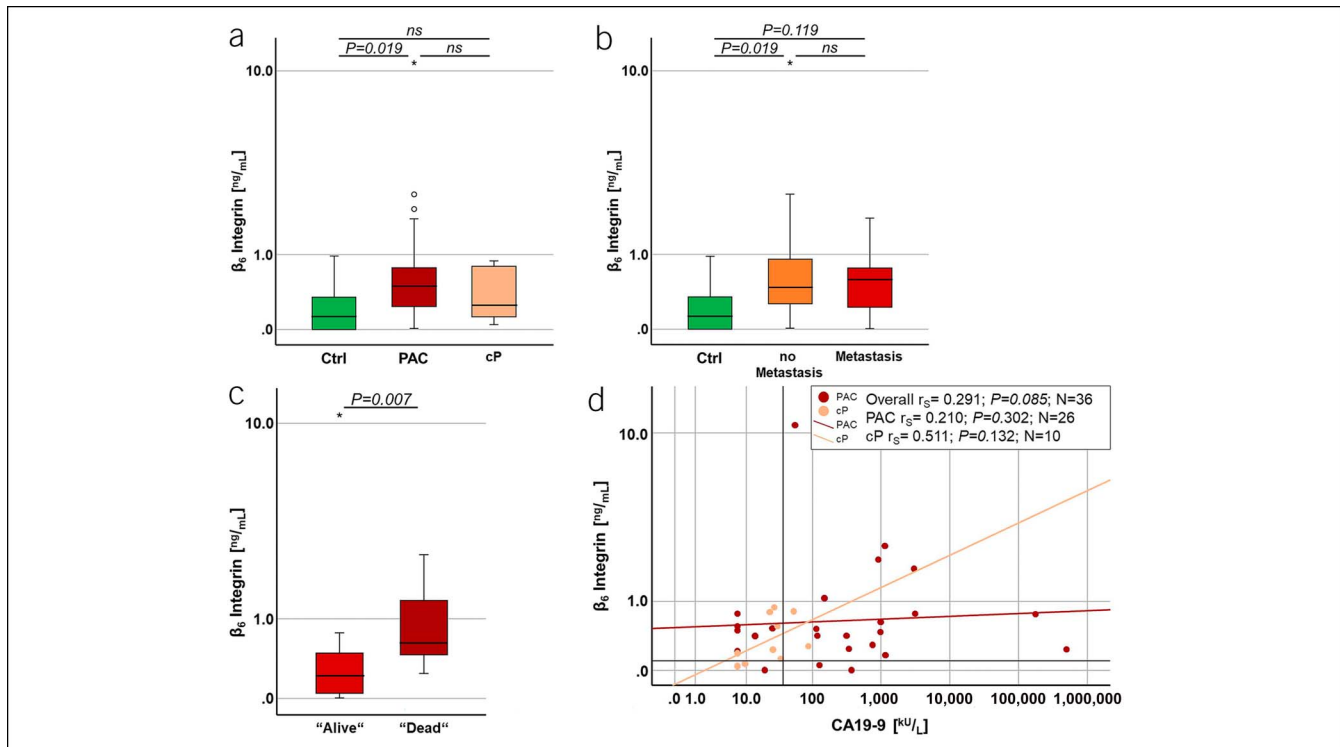 a
ns
P=0.019
ns
*
10.0
1.0
.0
β6 Integrin [ng/mL]
Ctrl
PAC
cP
b
P=0.119
P=0.019
ns
*
10.0
1.0
.0
β6 Integrin [ng/mL]
Ctrl
no
Metastasis
Metastasis
c
P=0.007
*
10.0
1.0
.0
β6 Integrin [ng/mL]
“Alive“
“Dead“
d
PAC Overall rS= 0.291; P=0.085; N=36
cP
PAC PAC rS= 0.210; P=0.302; N=26
cP cP rS= 0.511; P=0.132; N=10
10.0
1.0
.0
β6 Integrin [ng/mL]
.0 1.0 10.0 100 1,000 10,000 100,000 1,000,000
CA19-9 [kU/L]